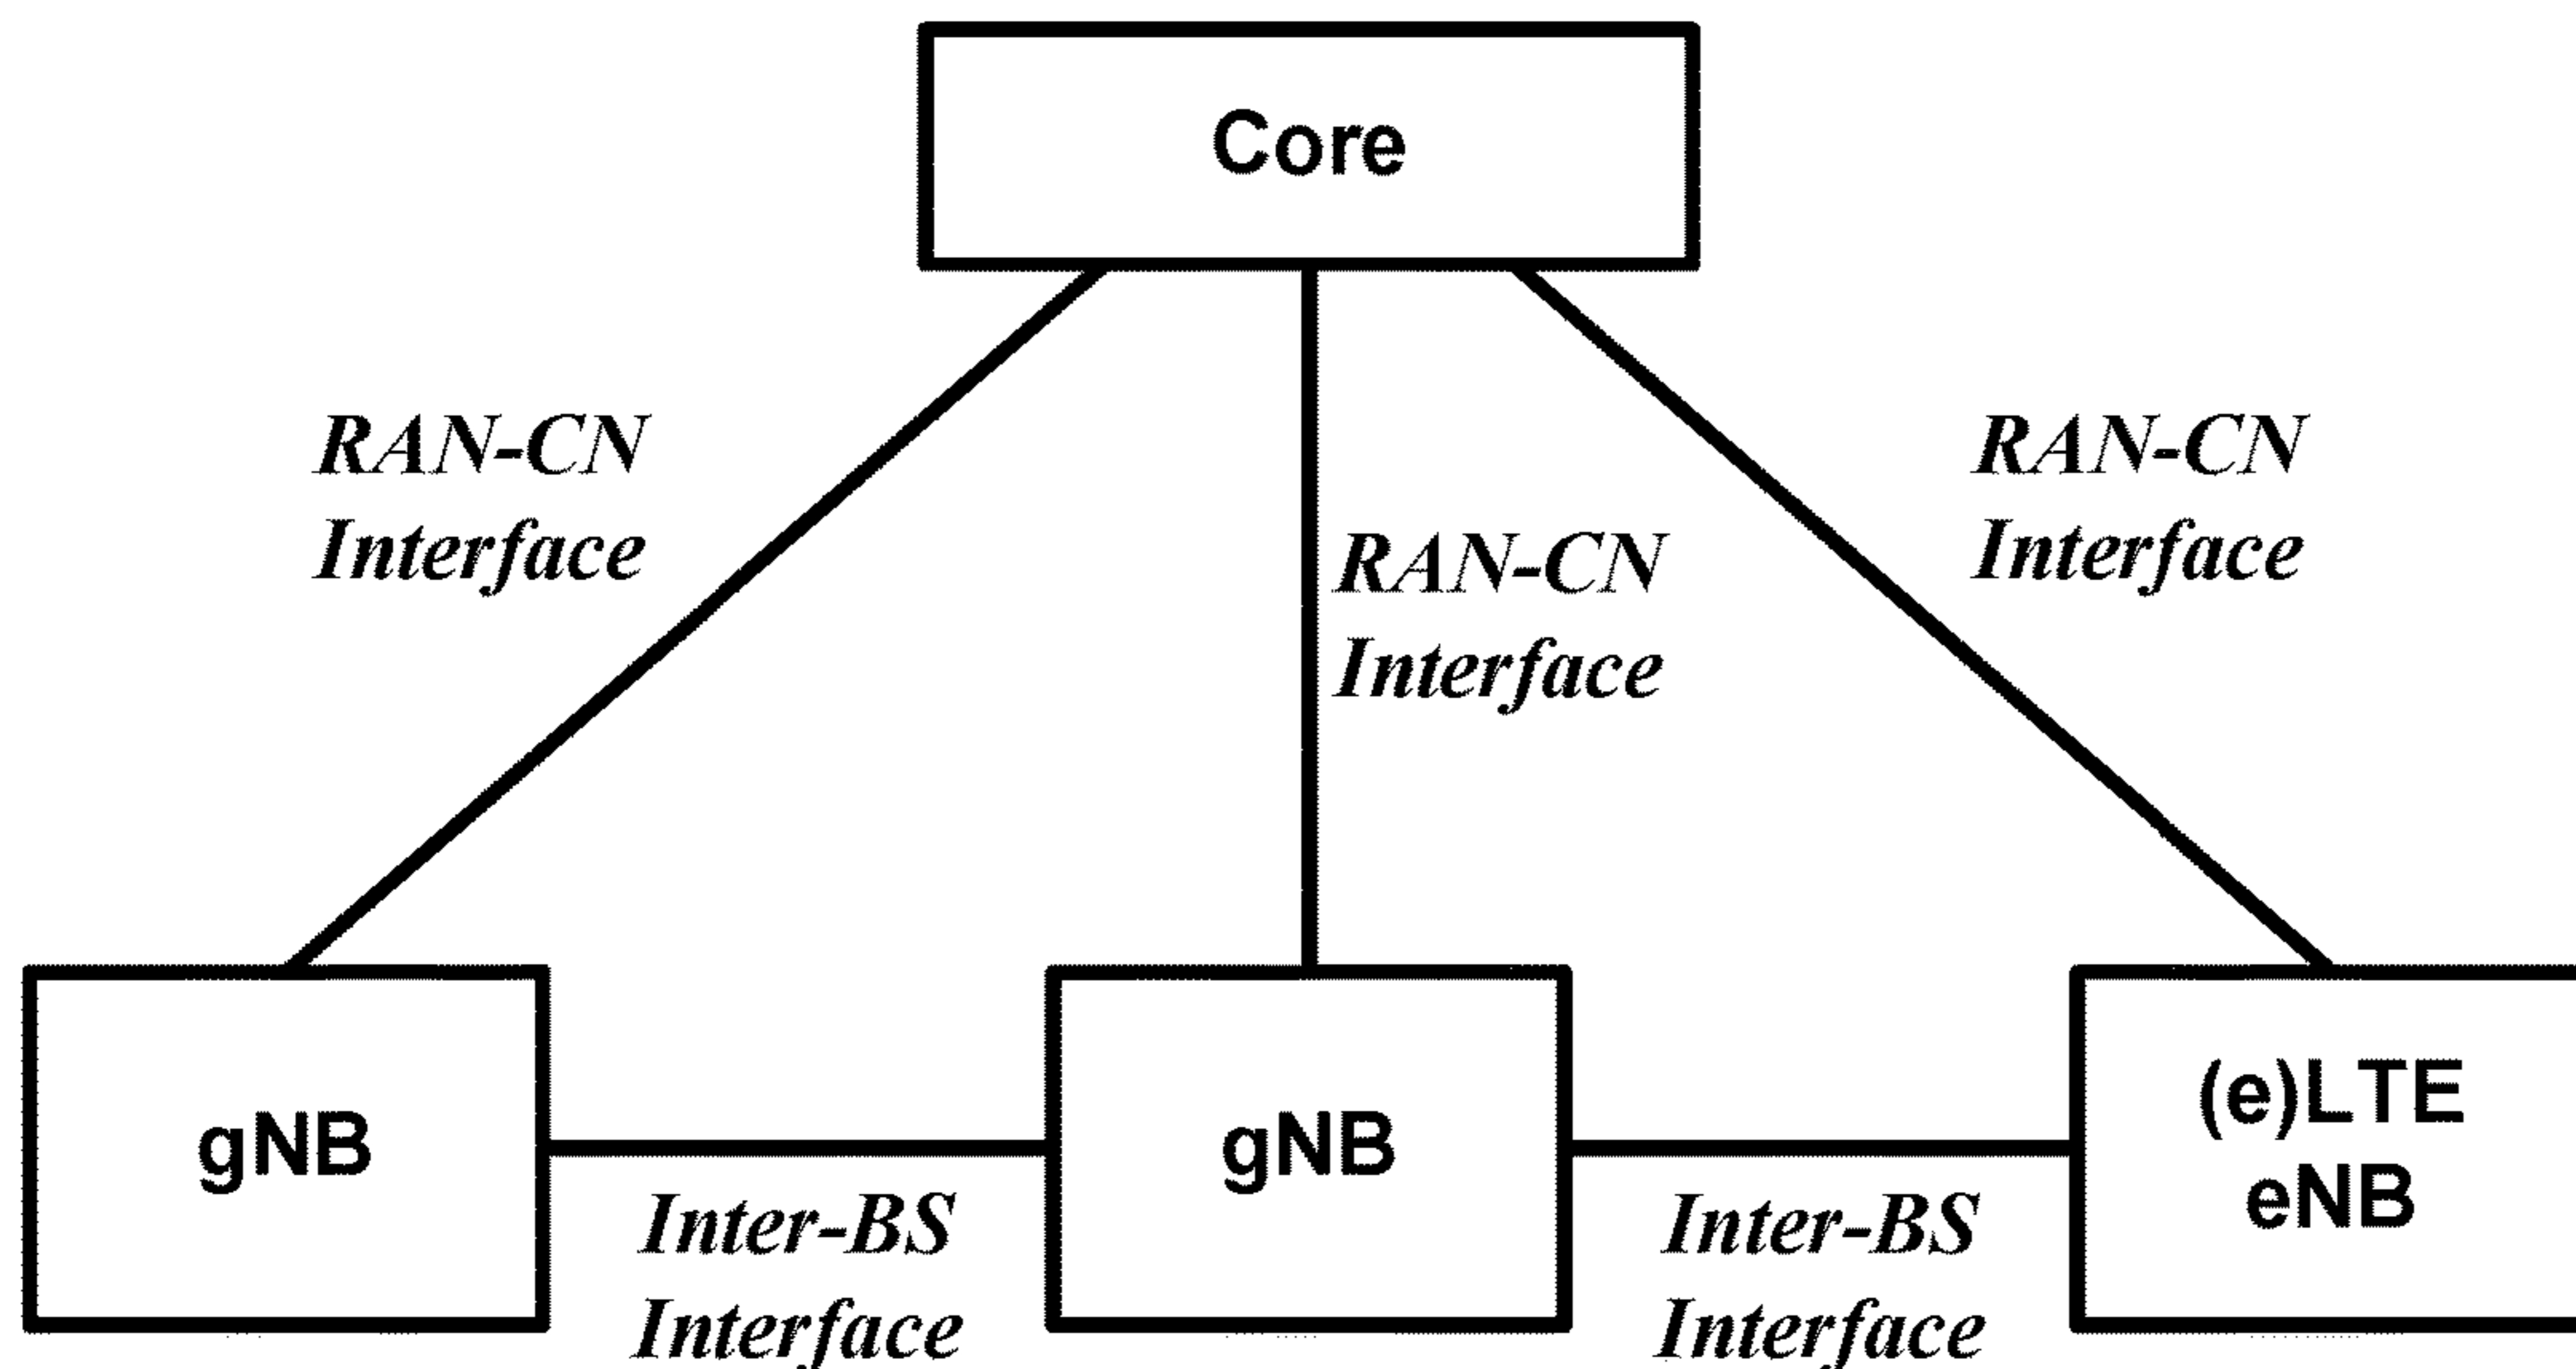 Core
RAN-CN
Interface
RAN-CN
Interface
RAN-CN
Interface
gNB
Inter-BS
Interface
gNB
Inter-BS
Interface
(e)LTE
eNB